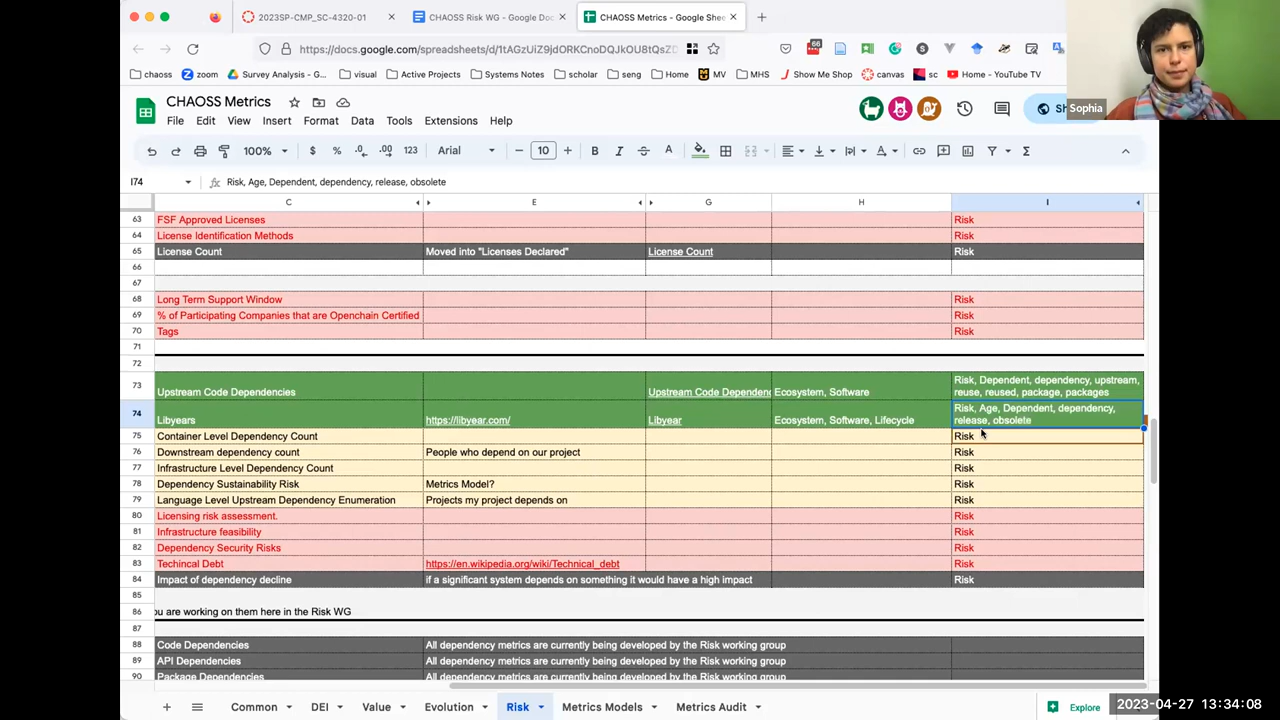 2023SP-CMP_SC-4320-01
CHAOSS Risk WG - Google Doc
CHAOSS Metrics - Google Shee
https://docs.google.com/spreadsheets/d/1tAGzUiZ9jdORKCnoDQJkOU8tQsZD
66
chaoss
zoom
Survey Analysis - G...
visual
Active Projects
Systems Notes
scholar
seng
Home
MV
MHS
Show Me Shop
canvas
sc
Home - YouTube TV
Sophia
CHAOSS Metrics
File Edit View Insert Format Data Tools Extensions Help
Sh
100% $ % .0 .00 123 Arial 10 B I A
I74 fx Risk, Age, Dependent, dependency, release, obsolete
C E G H I
63 FSF Approved Licenses Risk
64 License Identification Methods Risk
65 License Count Moved into "Licenses Declared" License Count Risk
66
67
68 Long Term Support Window Risk
69 % of Participating Companies that are Openchain Certified Risk
70 Tags Risk
71
72
73 Upstream Code Dependencies Upstream Code Dependenc Ecosystem, Software Risk, Dependent, dependency, upstream,
reuse, reused, package, packages
74 Libyears https://libyear.com/ Libyear Ecosystem, Software, Lifecycle Risk, Age, Dependent, dependency,
release, obsolete
75 Container Level Dependency Count Risk
76 Downstream dependency count People who depend on our project Risk
77 Infrastructure Level Dependency Count Risk
78 Dependency Sustainability Risk Metrics Model? Risk
79 Language Level Upstream Dependency Enumeration Projects my project depends on Risk
80 Licensing risk assessment. Risk
81 Infrastructure feasibility Risk
82 Dependency Security Risks Risk
83 Techincal Debt https://en.wikipedia.org/wiki/Technical_debt Risk
84 Impact of dependency decline if a significant system depends on something it would have a high impact Risk
85
86 ou are working on them here in the Risk WG
87
88 Code Dependencies All dependency metrics are currently being developed by the Risk working group
89 API Dependencies All dependency metrics are currently being developed by the Risk working group
90 Package Dependencies All dependency metrics are currently being developed by the Risk working group
Common DEI Value Evolution Risk Metrics Models Metrics Audit Explore
2023-04-27 13:34:08